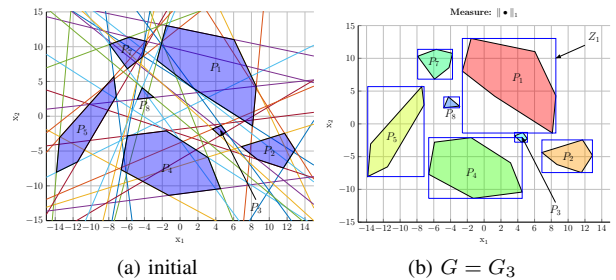 Measure: ∥ • ∥₁
15
10
5
0
−5
−10
−15
x₂
−14 −12 −10 −8 −6 −4 −2 0 2 4 6 8 10 12 14
x₁
P₁
P₂
P₃
P₄
P₅
P₇
P₈
15
10
5
0
−5
−10
−15
x₂
−14 −12 −10 −8 −6 −4 −2 0 2 4 6 8 10 12 14
x₁
Z₁
P₁
P₂
P₃
P₄
P₅
P₇
P₈
(a) initial
(b) G = G₃